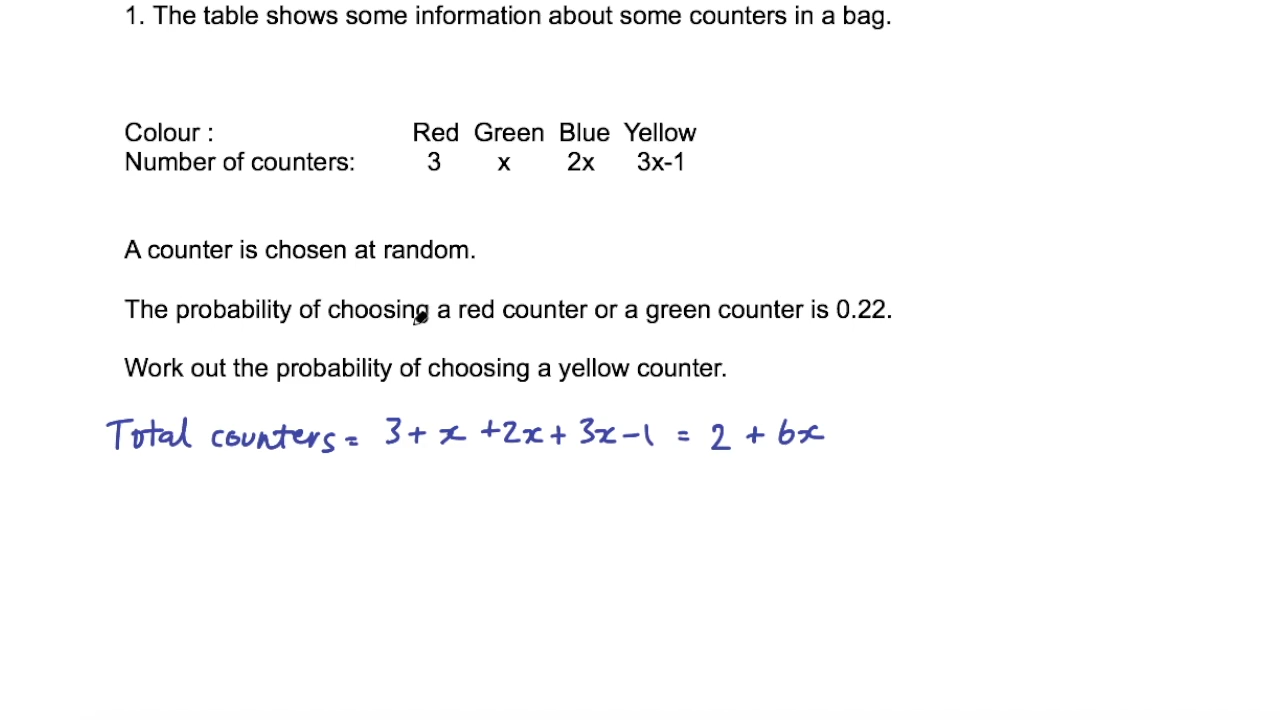 1. The table shows some information about some counters in a bag.
Colour : Red Green Blue Yellow
Number of counters: 3 x 2x 3x-1
A counter is chosen at random.
The probability of choosing a red counter or a green counter is 0.22.
Work out the probability of choosing a yellow counter.
Total counters = 3 + x + 2x + 3x - 1 = 2 + 6x